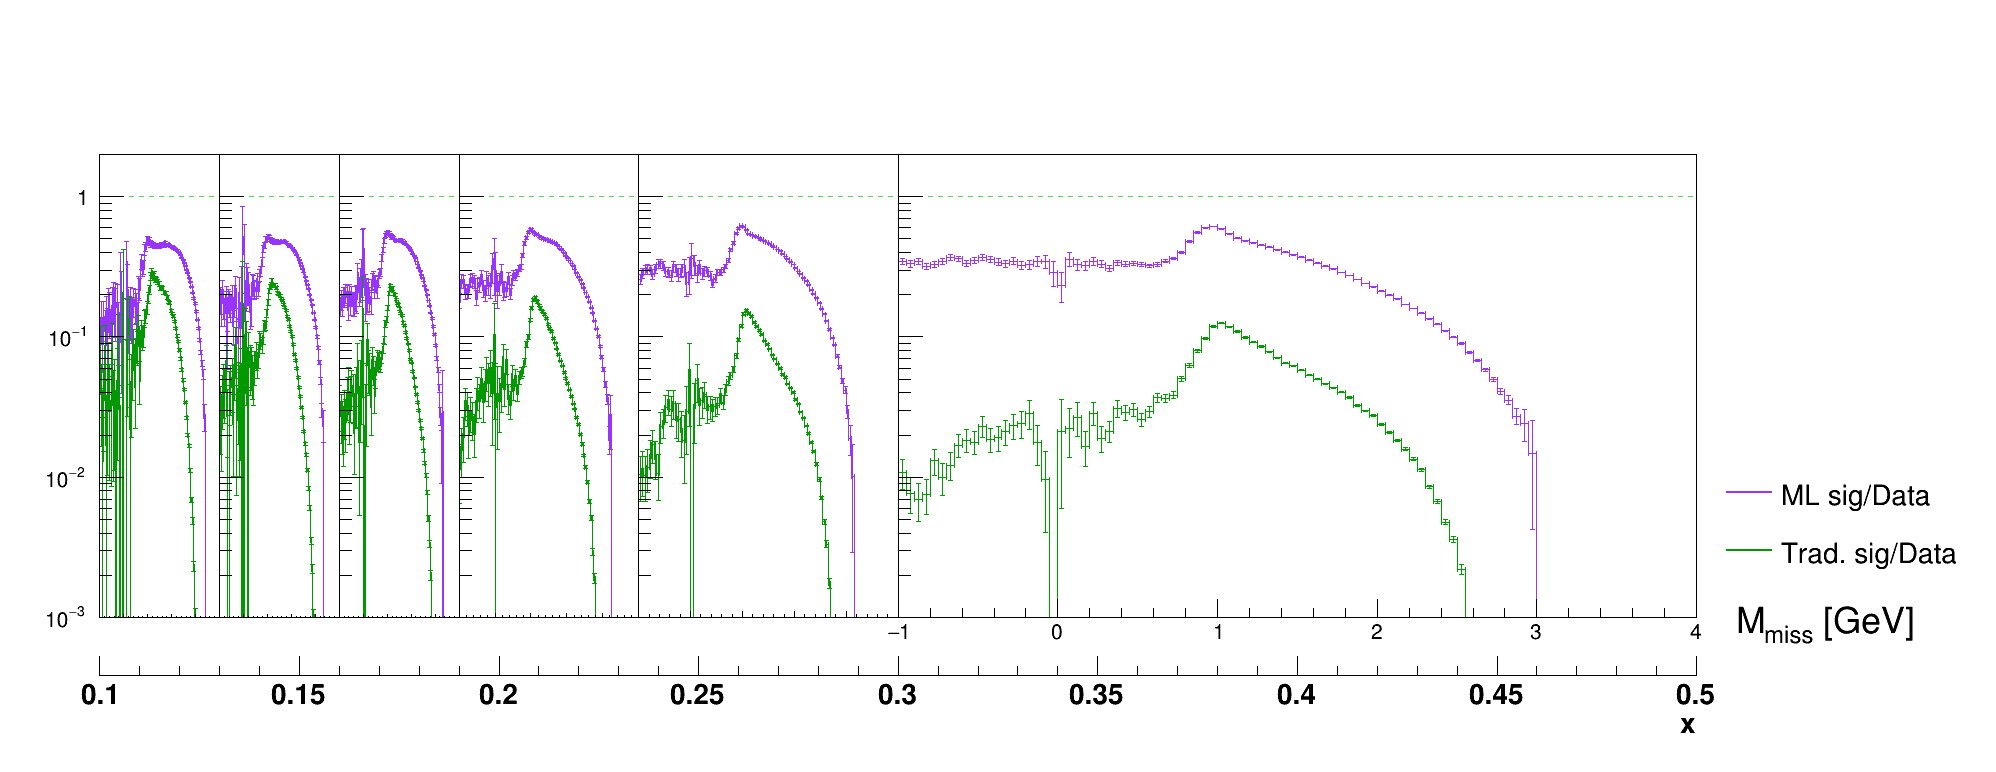 1
10⁻¹
10⁻²
10⁻³
−1 0 1 2 3 4
ML sig/Data
Trad. sig/Data
M_miss [GeV]
0.1 0.15 0.2 0.25 0.3 0.35 0.4 0.45 0.5
x